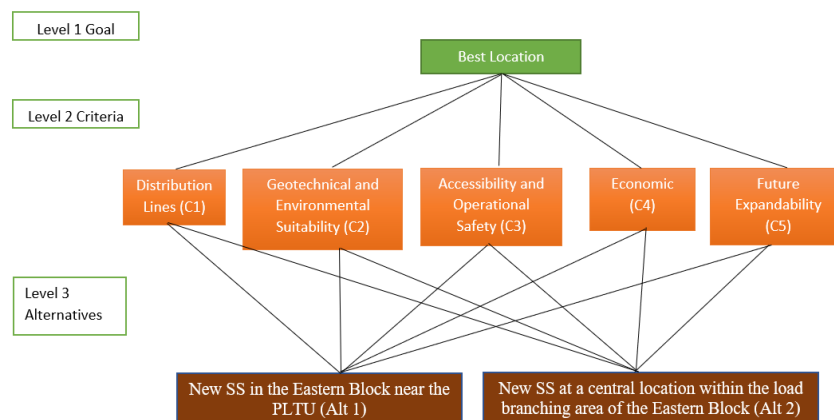 Level 1 Goal
Best Location
Level 2 Criteria
Distribution
Lines (C1)
Geotechnical and
Environmental
Suitability (C2)
Accessibility and
Operational
Safety (C3)
Economic
(C4)
Future
Expandability
(C5)
Level 3
Alternatives
New SS in the Eastern Block near the
PLTU (Alt 1)
New SS at a central location within the load
branching area of the Eastern Block (Alt 2)